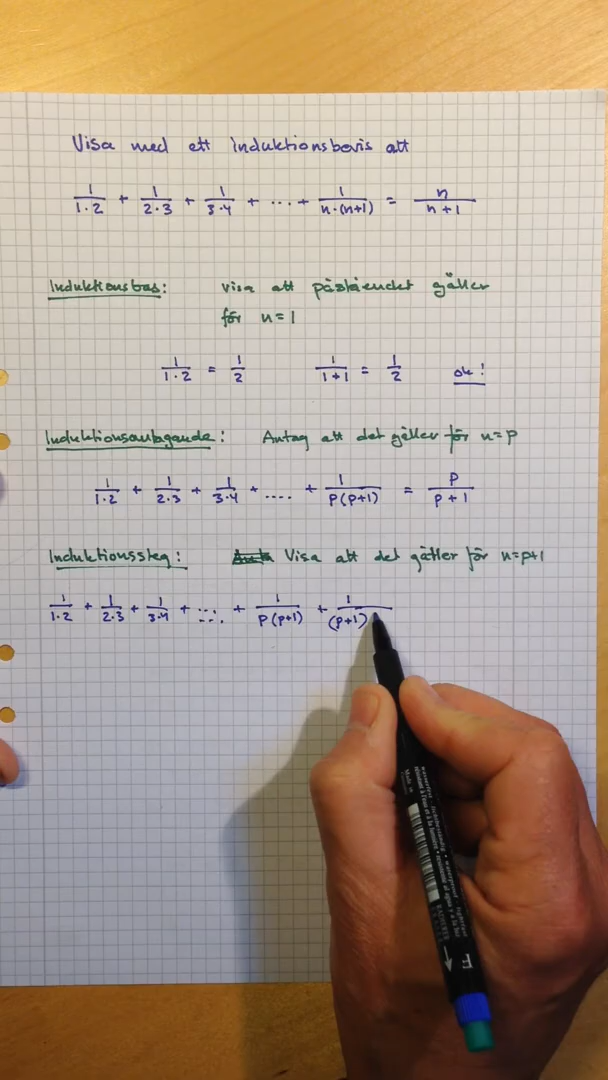 Visa med ett induktionsbevis att
1/(1·2) + 1/(2·3) + 1/(3·4) + ... + 1/(n·(n+1)) = n/(n+1)
Induktionsbas: visa att påståendet gäller
för n=1
1/(1·2) = 1/2 1/(1+1) = 1/2 ok!
Induktionsantagande: Antag att det gäller för n=p
1/(1·2) + 1/(2·3) + 1/(3·4) + .... + 1/(p(p+1)) = p/(p+1)
Induktionssteg: Visa att det gäller för n=p+1
1/(1·2) + 1/(2·3) + 1/(3·4) + ... + 1/(p(p+1)) + 1/(p+1)
F